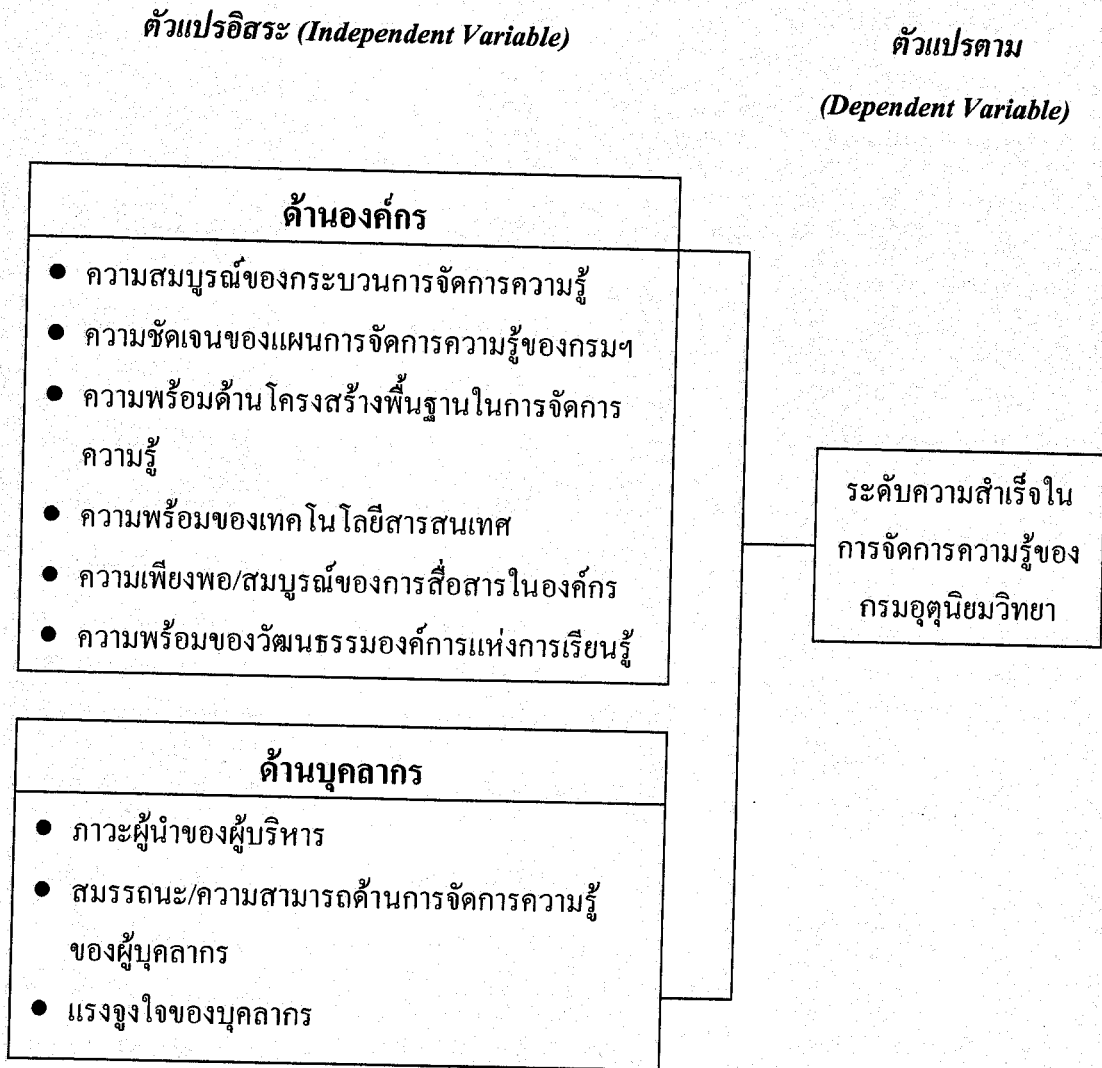 ตัวแปรอิสระ (Independent Variable)
ตัวแปรตาม
(Dependent Variable)
ด้านองค์กร
● ความสมบูรณ์ของกระบวนการจัดการความรู้
● ความชัดเจนของแผนการจัดการความรู้ของกรมฯ
● ความพร้อมด้านโครงสร้างพื้นฐานในการจัดการ
ความรู้
● ความพร้อมของเทคโนโลยีสารสนเทศ
● ความเพียงพอ/สมบูรณ์ของการสื่อสารในองค์กร
● ความพร้อมของวัฒนธรรมองค์การแห่งการเรียนรู้
ด้านบุคลากร
● ภาวะผู้นำของผู้บริหาร
● สมรรถนะ/ความสามารถด้านการจัดการความรู้
ของผู้บุคลากร
● แรงจูงใจของบุคลากร
ระดับความสำเร็จใน
การจัดการความรู้ของ
กรมอุตุนิยมวิทยา